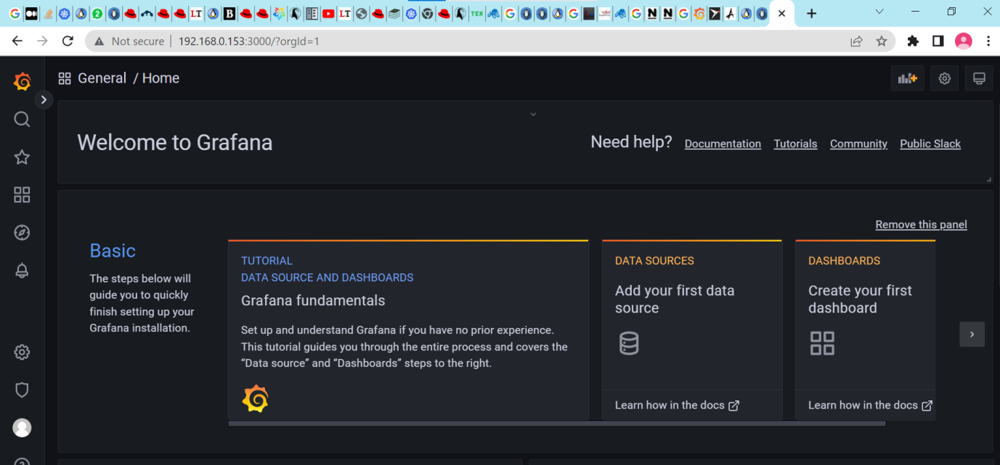 LT
B
LT
TEK
Not secure
192.168.0.153:3000/?orgId=1
General / Home
Welcome to Grafana
Need help?
Documentation
Tutorials
Community
Public Slack
Remove this panel
Basic
The steps below will
guide you to quickly
finish setting up your
Grafana installation.
TUTORIAL
DATA SOURCE AND DASHBOARDS
Grafana fundamentals
Set up and understand Grafana if you have no prior experience.
This tutorial guides you through the entire process and covers the
“Data source” and “Dashboards” steps to the right.
DATA SOURCES
Add your first data
source
Learn how in the docs
DASHBOARDS
Create your first
dashboard
Learn how in the docs